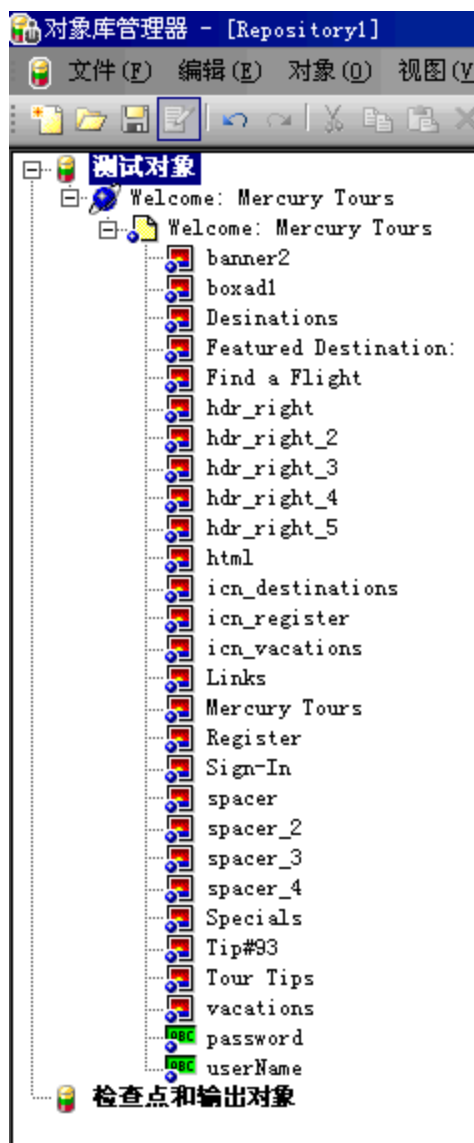 对象库管理器 - [Repository1]
文件(F) 编辑(E) 对象(O) 视图(V
测试对象
Welcome: Mercury Tours
Welcome: Mercury Tours
banner2
boxad1
Desinations
Featured Destination:
Find a Flight
hdr_right
hdr_right_2
hdr_right_3
hdr_right_4
hdr_right_5
html
icn_destinations
icn_register
icn_vacations
Links
Mercury Tours
Register
Sign-In
spacer
spacer_2
spacer_3
spacer_4
Specials
Tip#93
Tour Tips
vacations
ABC password
ABC userName
检查点和输出对象